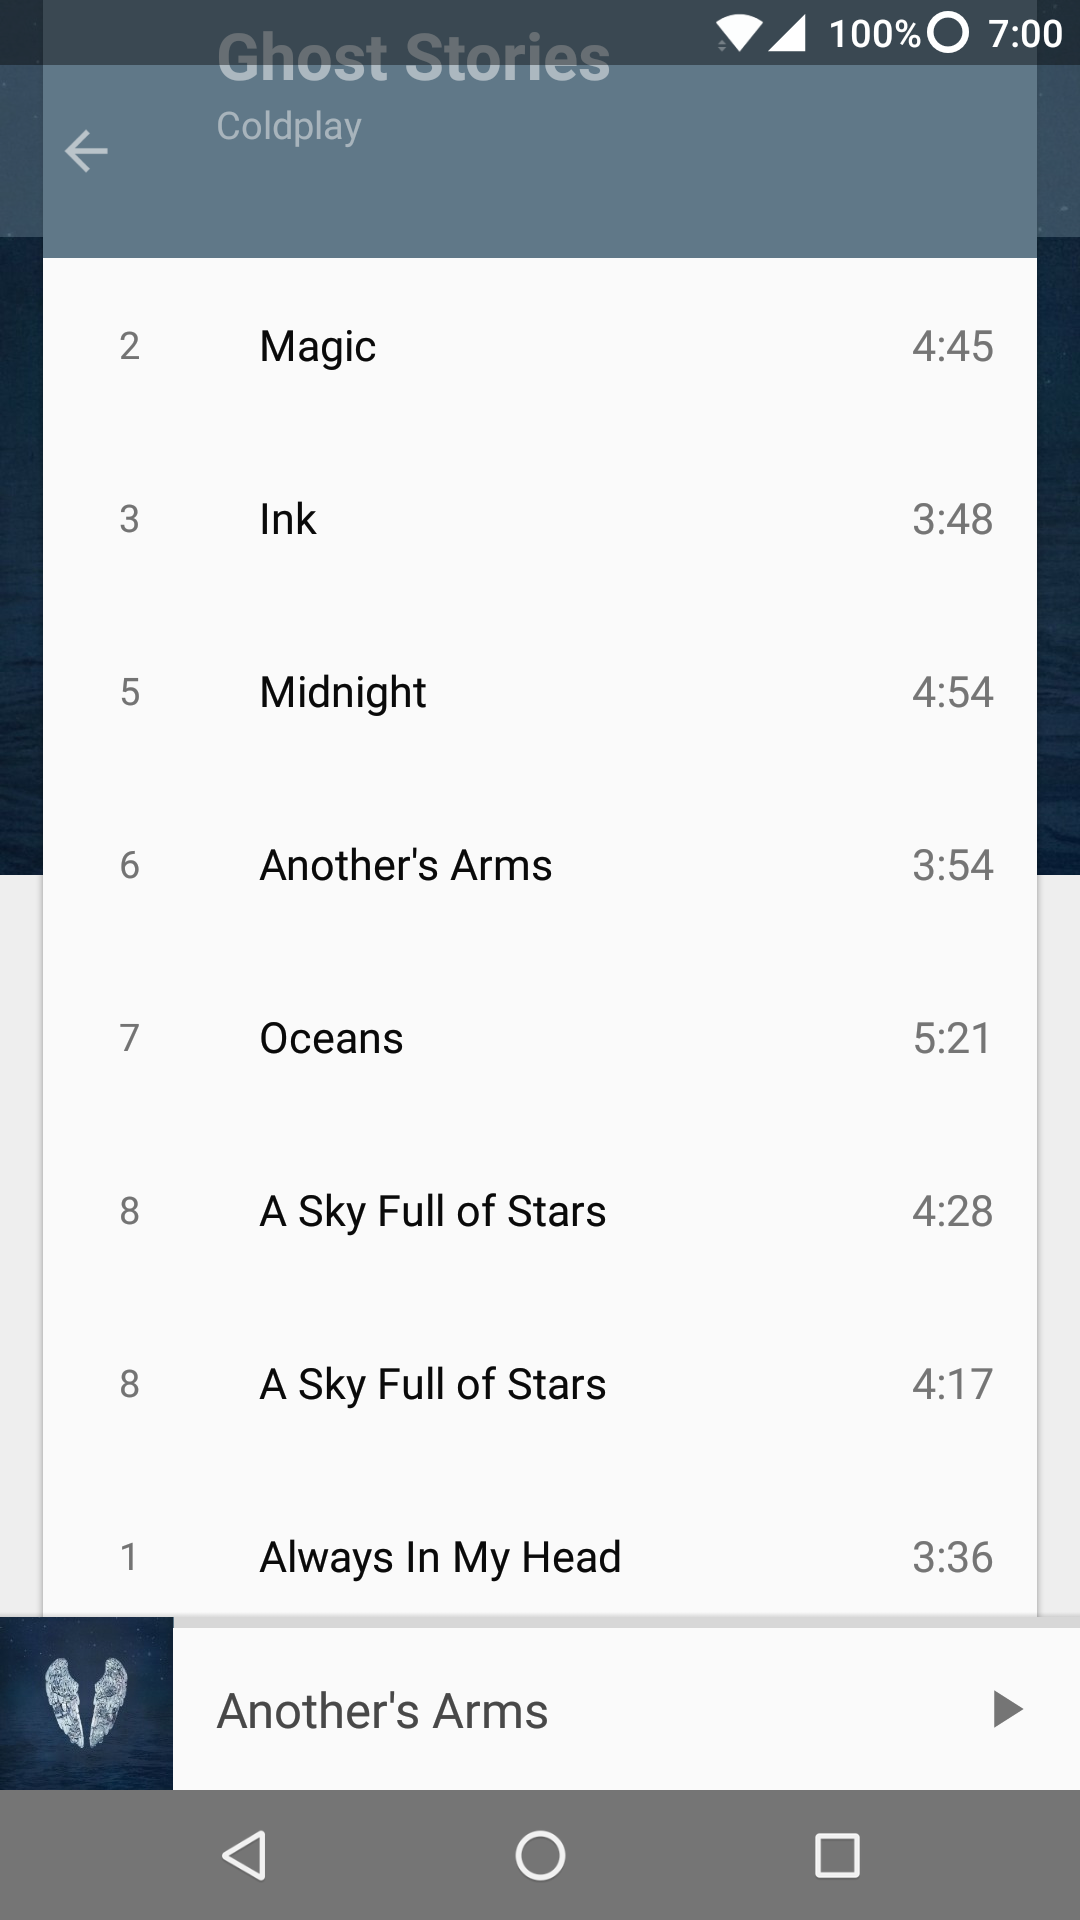 100% 7:00
Ghost Stories
Coldplay
2 Magic 4:45
3 Ink 3:48
5 Midnight 4:54
6 Another's Arms 3:54
7 Oceans 5:21
8 A Sky Full of Stars 4:28
8 A Sky Full of Stars 4:17
1 Always In My Head 3:36
Another's Arms